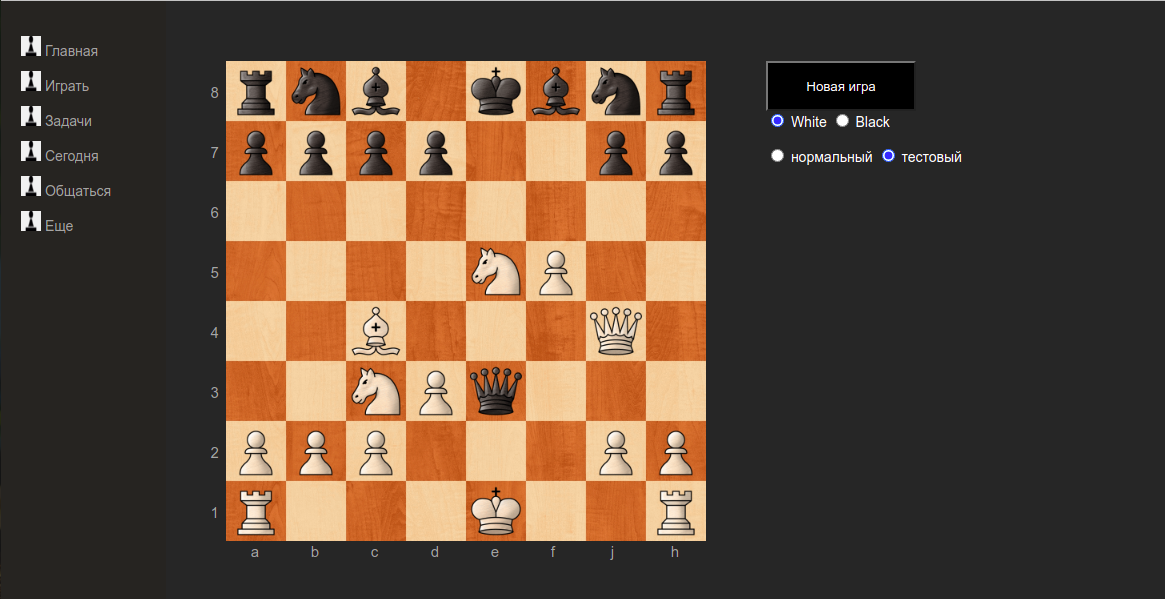 Главная
Играть
Задачи
Сегодня
Общаться
Еще
8
7
6
5
4
3
2
1
a b c d e f j h
Новая игра
White Black
нормальный тестовый